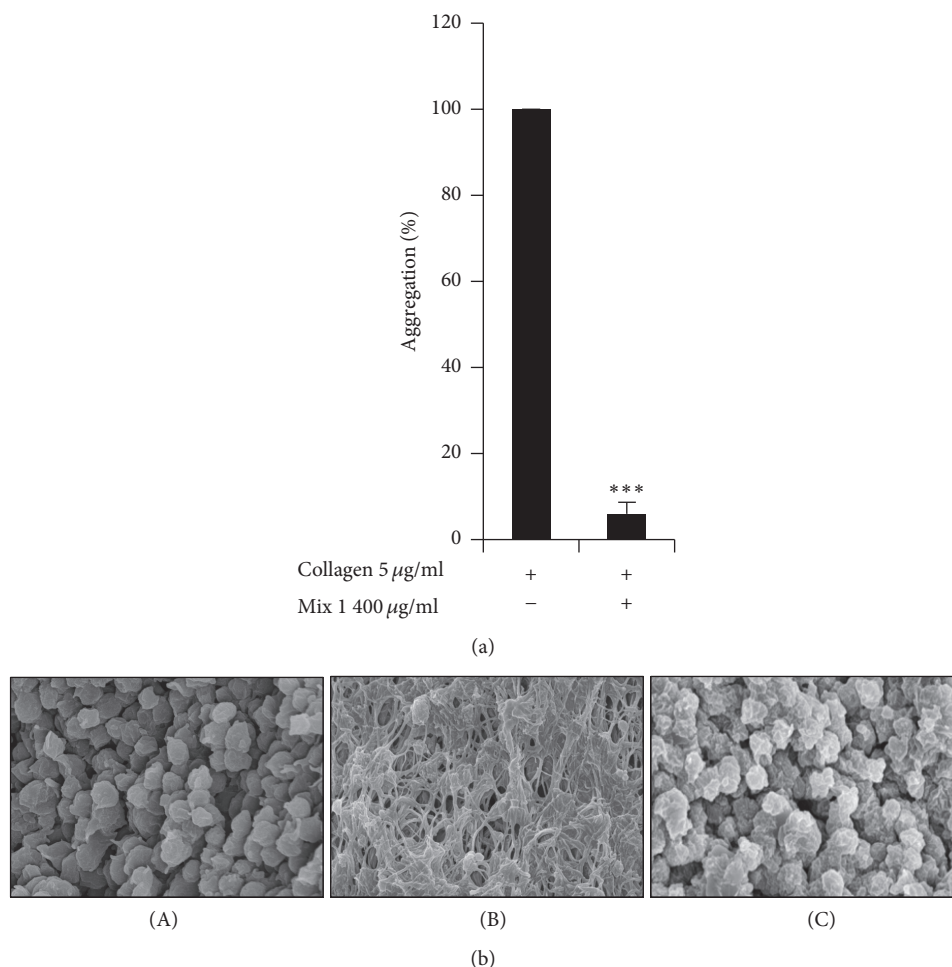 120
100
80
60
40
20
0
Aggregation (%)
***
Collagen 5 μg/ml + +
Mix 1 400 μg/ml − +
(a)
(A) (B) (C)
(b)